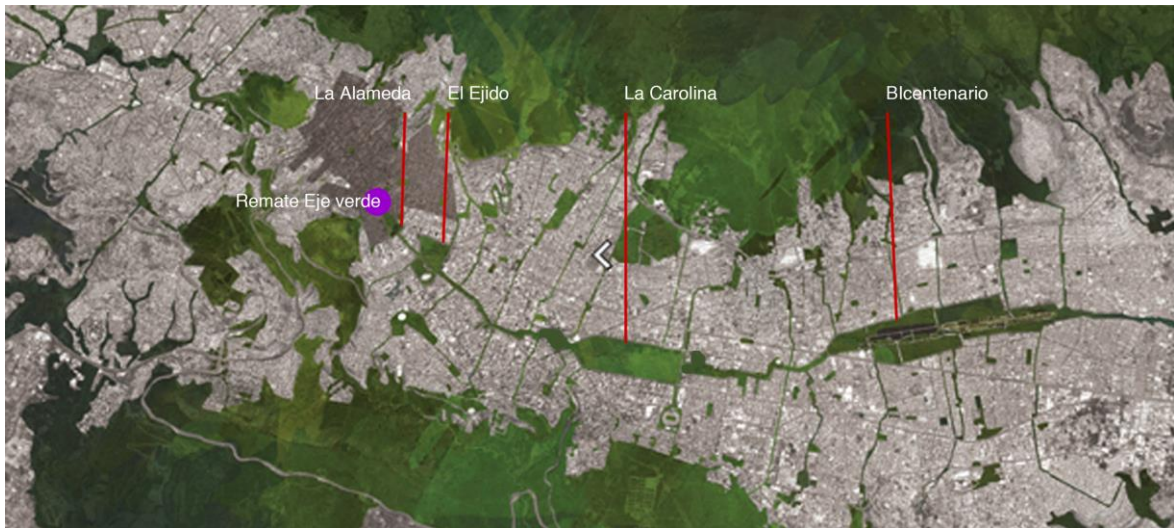 La Alameda
El Ejido
La Carolina
BIcentenario
Remate Eje verde